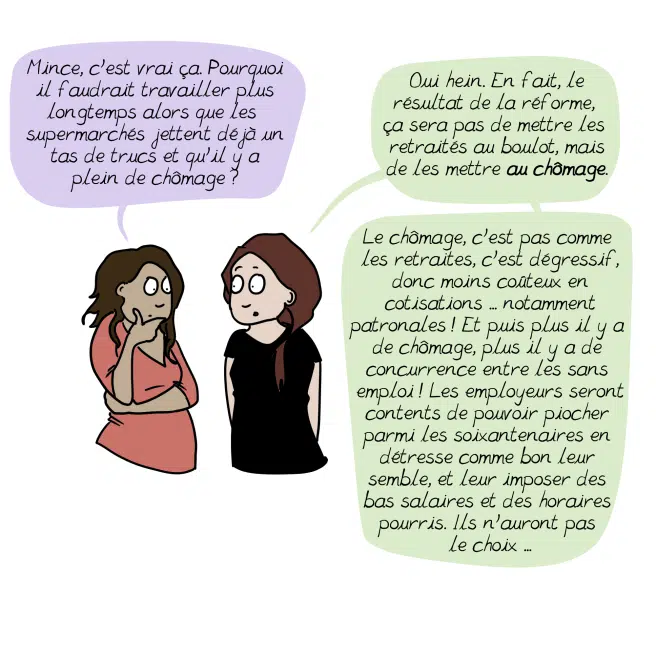 Mince, c'est vrai ça. Pourquoi
il faudrait travailler plus
longtemps alors que les
supermarchés jettent déjà un
tas de trucs et qu'il y a
plein de chômage ?
Oui hein. En fait, le
résultat de la réforme,
ça sera pas de mettre les
retraités au boulot, mais
de les mettre au chômage.
Le chômage, c'est pas comme
les retraites, c'est dégressif,
donc moins coûteux en
cotisations ... notamment
patronales ! Et puis plus il y a
de chômage, plus il y a de
concurrence entre les sans
emploi ! Les employeurs seront
contents de pouvoir piocher
parmi les soixantenaires en
détresse comme bon leur
semble, et leur imposer des
bas salaires et des horaires
pourris. Ils n'auront pas
le choix ...